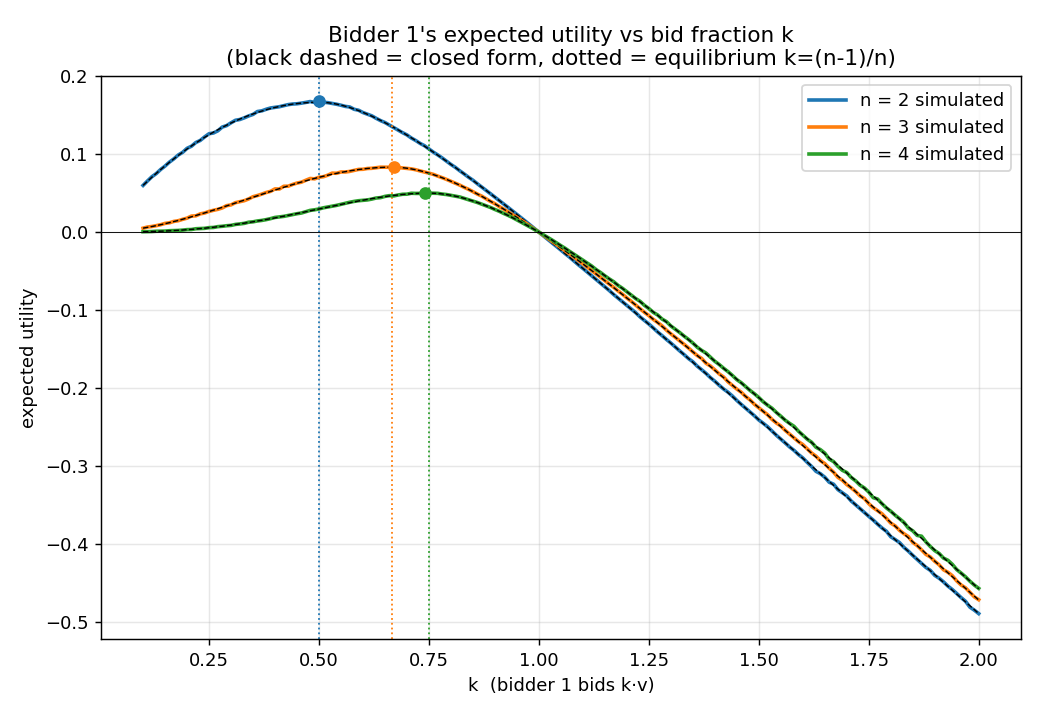 Bidder 1's expected utility vs bid fraction k
(black dashed = closed form, dotted = equilibrium k=(n-1)/n)
n = 2 simulated
n = 3 simulated
n = 4 simulated
expected utility
0.2
0.1
0.0
−0.1
−0.2
−0.3
−0.4
−0.5
0.25 0.50 0.75 1.00 1.25 1.50 1.75 2.00
k  (bidder 1 bids k·v)